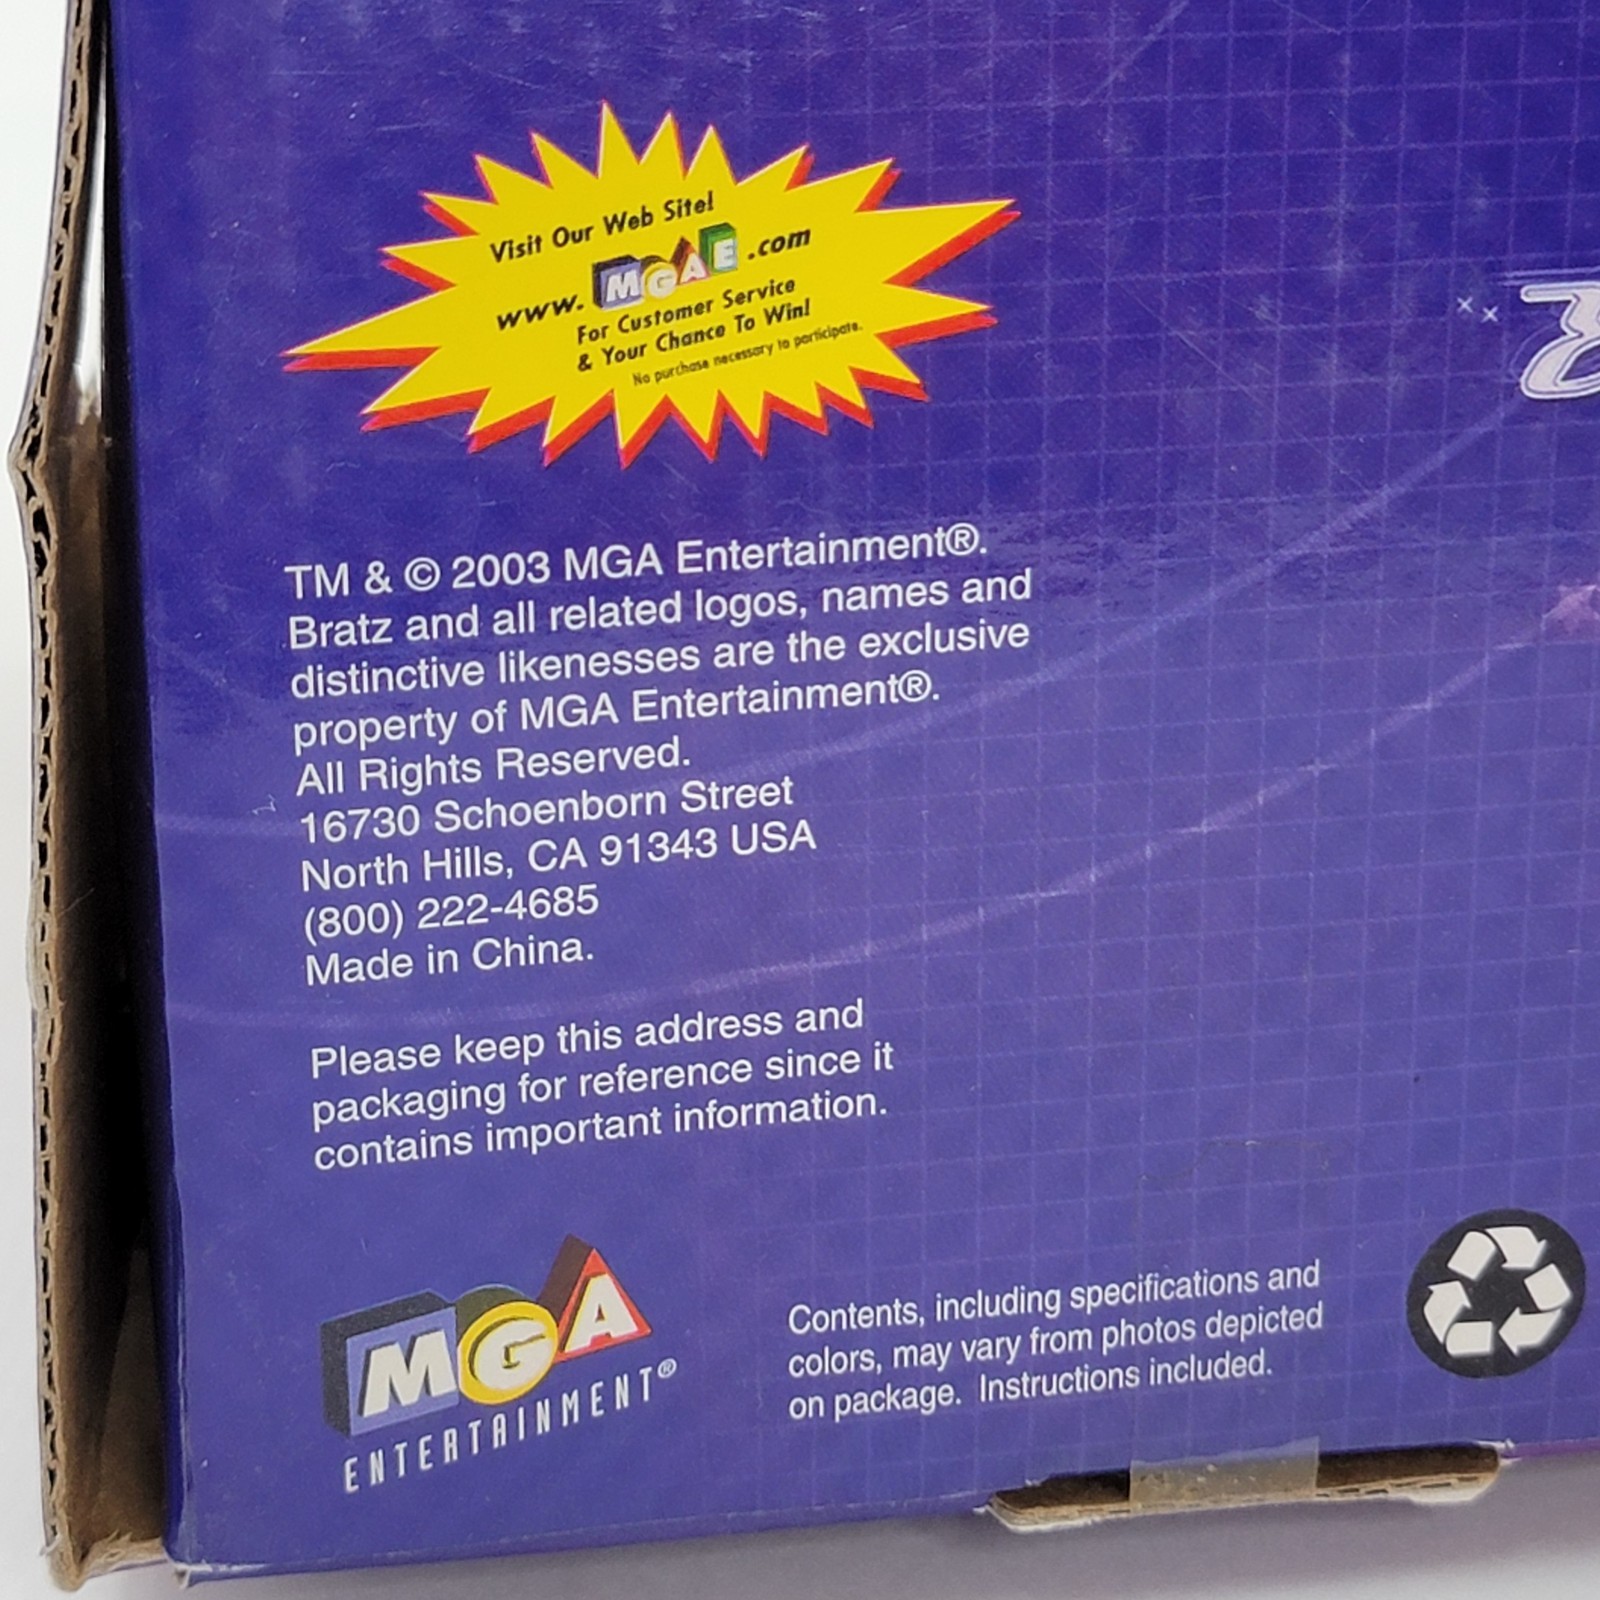 Visit Our Web Site!
www.MGAE.com
For Customer Service
& Your Chance To Win!
No purchase necessary to participate.
TM & © 2003 MGA Entertainment®.
Bratz and all related logos, names and
distinctive likenesses are the exclusive
property of MGA Entertainment®.
All Rights Reserved.
16730 Schoenborn Street
North Hills, CA 91343 USA
(800) 222-4685
Made in China.
Please keep this address and
packaging for reference since it
contains important information.
MGA
ENTERTAINMENT®
Contents, including specifications and
colors, may vary from photos depicted
on package. Instructions included.